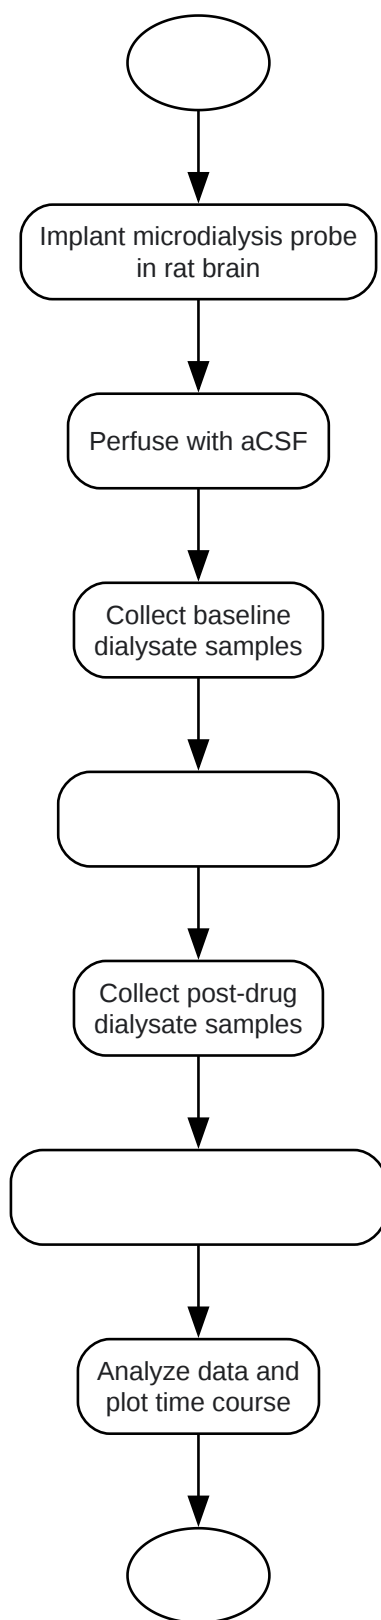 Implant microdialysis probe
in rat brain
Perfuse with aCSF
Collect baseline
dialysate samples
Collect post-drug
dialysate samples
Analyze data and
plot time course